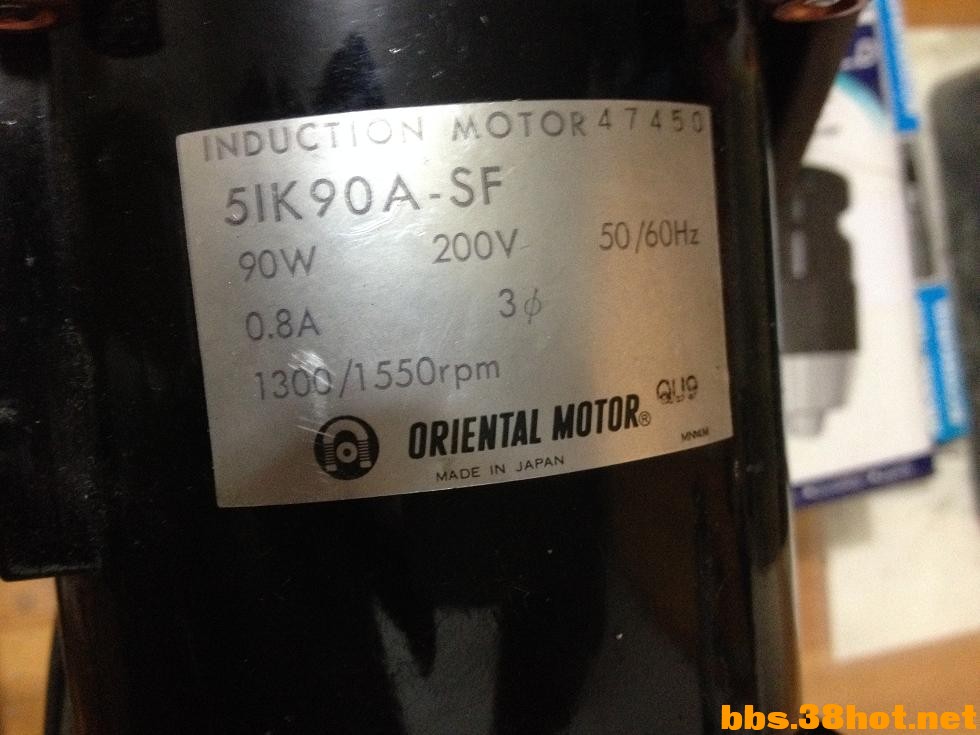 INDUCTION MOTOR 47450
5IK90A-SF
90W 200V 50/60Hz
0.8A 3ϕ
1300/1550rpm
ORIENTAL MOTOR®
MADE IN JAPAN
bbs.38hot.net